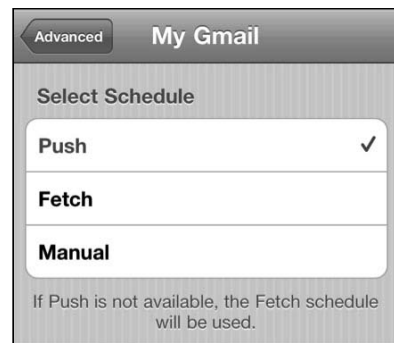 Advanced
My Gmail
Select Schedule
Push
Fetch
Manual
If Push is not available, the Fetch schedule
will be used.